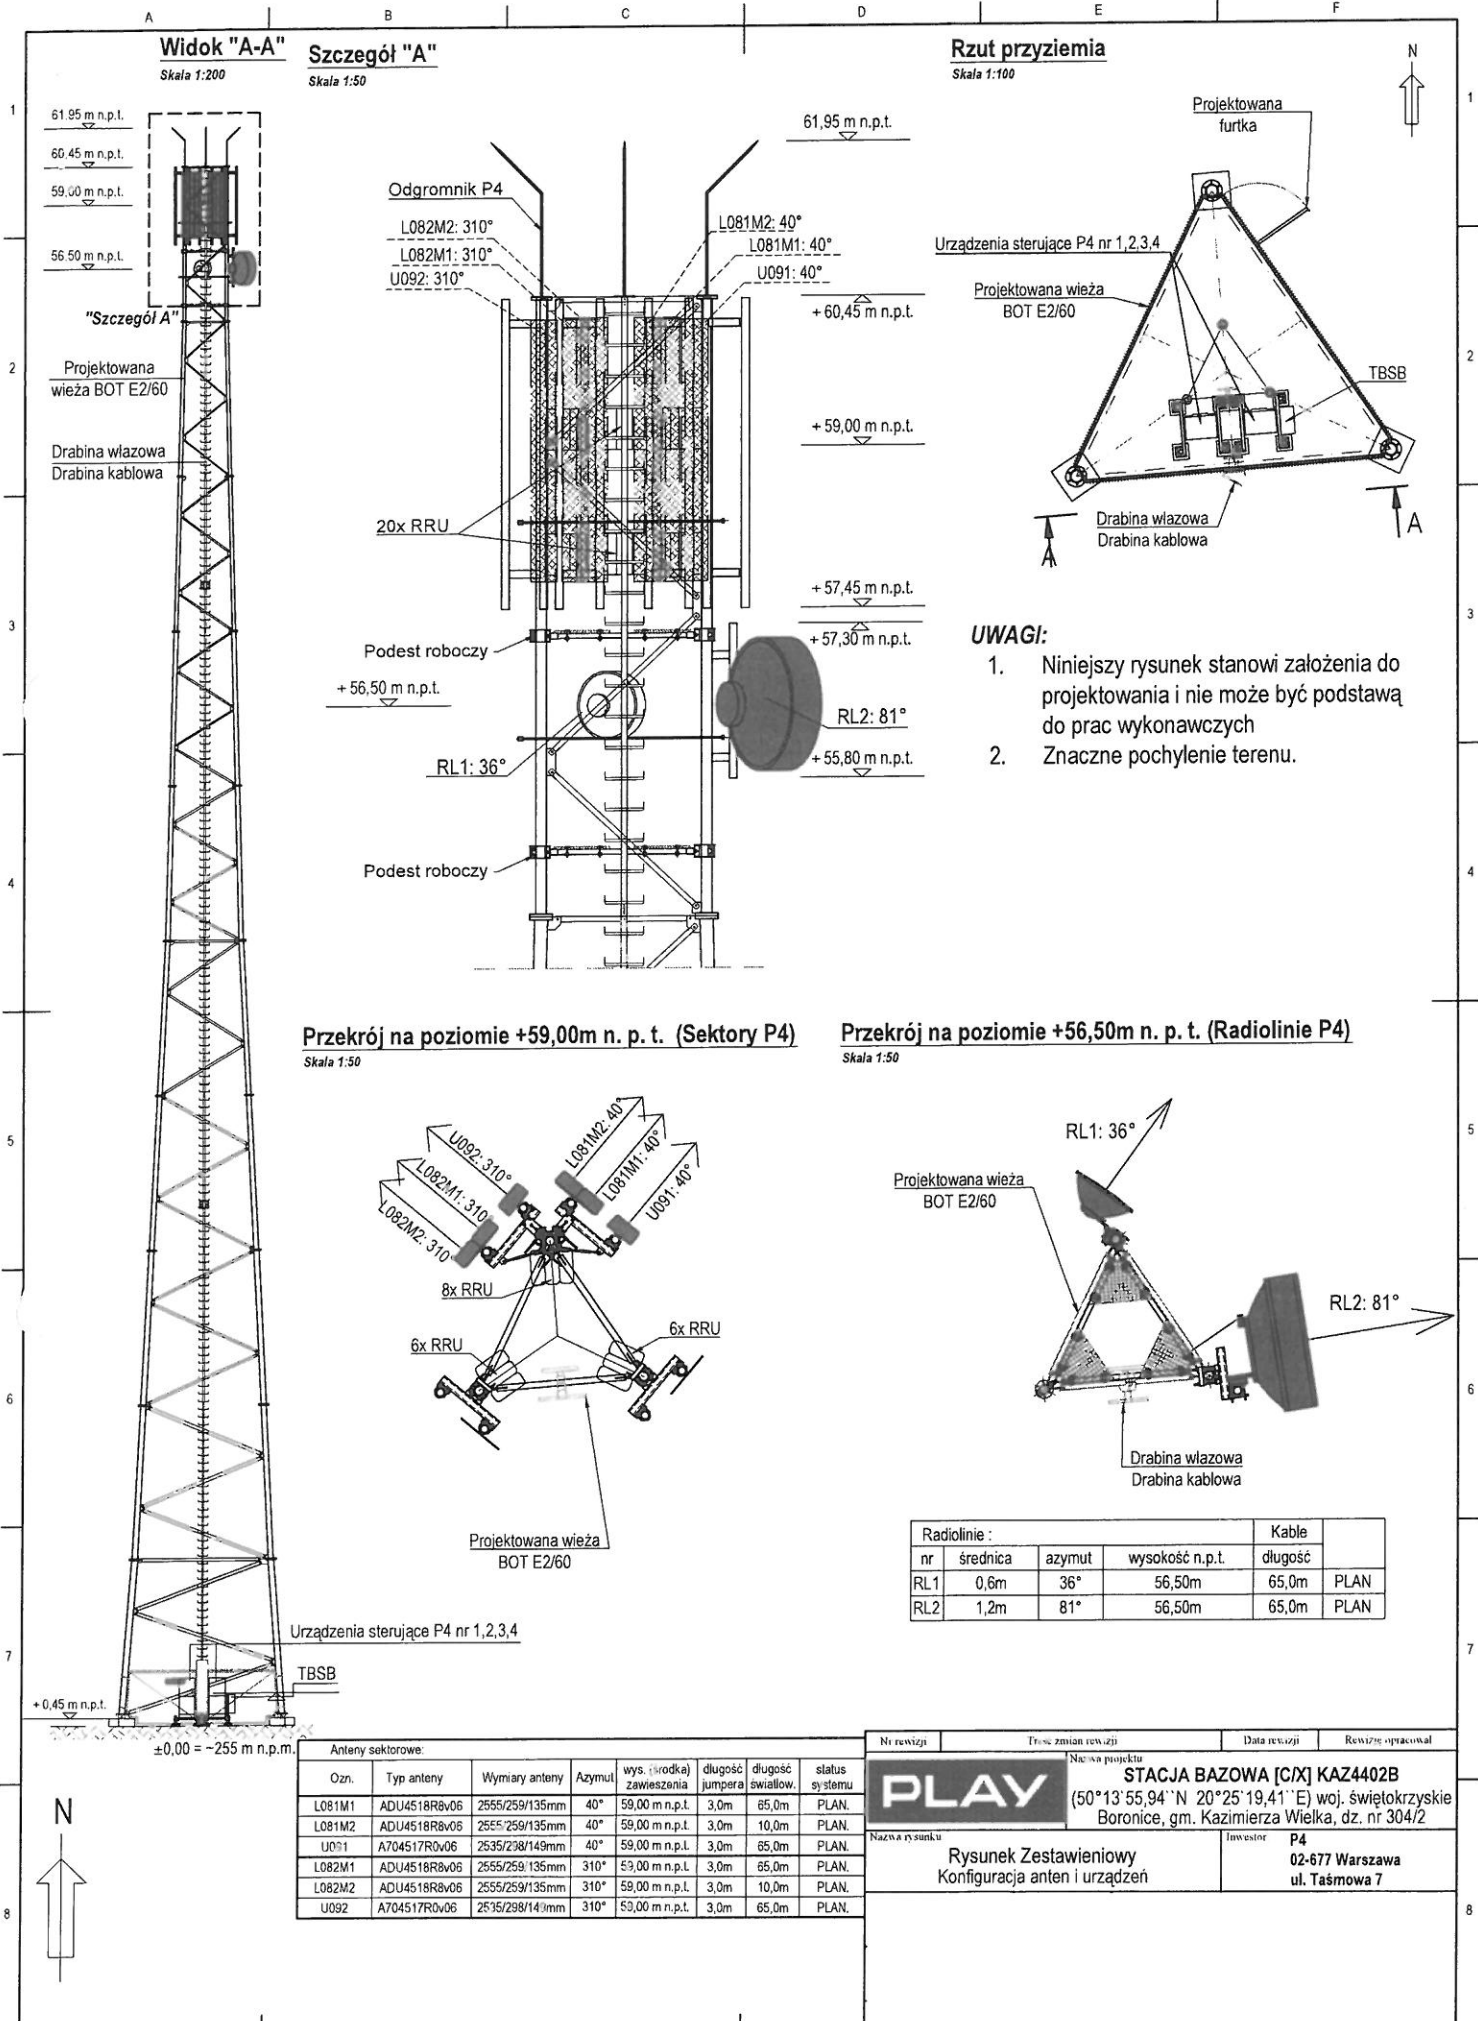 A B C D E F
Widok "A-A"
Skala 1:200
Szczegół "A"
Skala 1:50
Rzut przyziemia
Skala 1:100
N
1
2
3
4
5
6
7
8
1
2
3
4
5
6
7
8
61.95 m n.p.t.
60,45 m n.p.t.
59,00 m n.p.t.
56.50 m n.p.t.
"Szczegół A"
Projektowana
wieża BOT E2/60
Drabina włazowa
Drabina kablowa
Urządzenia sterujące P4 nr 1,2,3,4
TBSB
+ 0,45 m n.p.t.
±0,00 = ~255 m n.p.m.
N
61,95 m n.p.t.
Odgromnik P4
L082M2: 310°
L082M1: 310°
U092: 310°
L081M2: 40°
L081M1: 40°
U091: 40°
+ 60,45 m n.p.t.
+ 59,00 m n.p.t.
20x RRU
+ 57,45 m n.p.t.
+ 57,30 m n.p.t.
Podest roboczy
+ 56,50 m n.p.t.
RL2: 81°
RL1: 36°
+ 55,80 m n.p.t.
Podest roboczy
Projektowana
furtka
Urządzenia sterujące P4 nr 1,2,3,4
Projektowana wieża
BOT E2/60
TBSB
Drabina włazowa
Drabina kablowa
A
A
UWAGI:
1. Niniejszy rysunek stanowi założenia do
projektowania i nie może być podstawą
do prac wykonawczych
2. Znaczne pochylenie terenu.
Przekrój na poziomie +59,00m n. p. t. (Sektory P4)
Skala 1:50
U092: 310°
L082M1: 310°
L082M2: 310°
L081M2: 40°
L081M1: 40°
U091: 40°
8x RRU
6x RRU
6x RRU
Projektowana wieża
BOT E2/60
Przekrój na poziomie +56,50m n. p. t. (Radiolinie P4)
Skala 1:50
RL1: 36°
Projektowana wieża
BOT E2/60
RL2: 81°
Drabina włazowa
Drabina kablowa
Radiolinie : Kable
nr średnica azymut wysokość n.p.t. długość
RL1 0,6m 36° 56,50m 65,0m PLAN
RL2 1,2m 81° 56,50m 65,0m PLAN
Anteny sektorowe:
Ozn. Typ anteny Wymiary anteny Azymut wys. (środka) zawieszenia długość jumpera długość światłow. status systemu
L081M1 ADU4518R8v06 2555/259/135mm 40° 59,00 m n.p.t. 3,0m 65,0m PLAN.
L081M2 ADU4518R8v06 2555/259/135mm 40° 59,00 m n.p.t. 3,0m 10,0m PLAN.
U091 A704517R0v06 2535/298/149mm 40° 59,00 m n.p.t. 3,0m 65,0m PLAN.
L082M1 ADU4518R8v06 2555/259/135mm 310° 59,00 m n.p.t. 3,0m 65,0m PLAN.
L082M2 ADU4518R8v06 2555/259/135mm 310° 59,00 m n.p.t. 3,0m 10,0m PLAN.
U092 A704517R0v06 2535/298/149mm 310° 59,00 m n.p.t. 3,0m 65,0m PLAN.
Nr rewizji Treść zmian rewizji Data rewizji Rewizję opracował
PLAY
Nazwa projektu
STACJA BAZOWA [C/X] KAZ4402B
(50°13`55,94``N 20°25`19,41``E) woj. świętokrzyskie
Boronice, gm. Kazimierza Wielka, dz. nr 304/2
Nazwa rysunku
Rysunek Zestawieniowy
Konfiguracja anten i urządzeń
Inwestor
P4
02-677 Warszawa
ul. Taśmowa 7